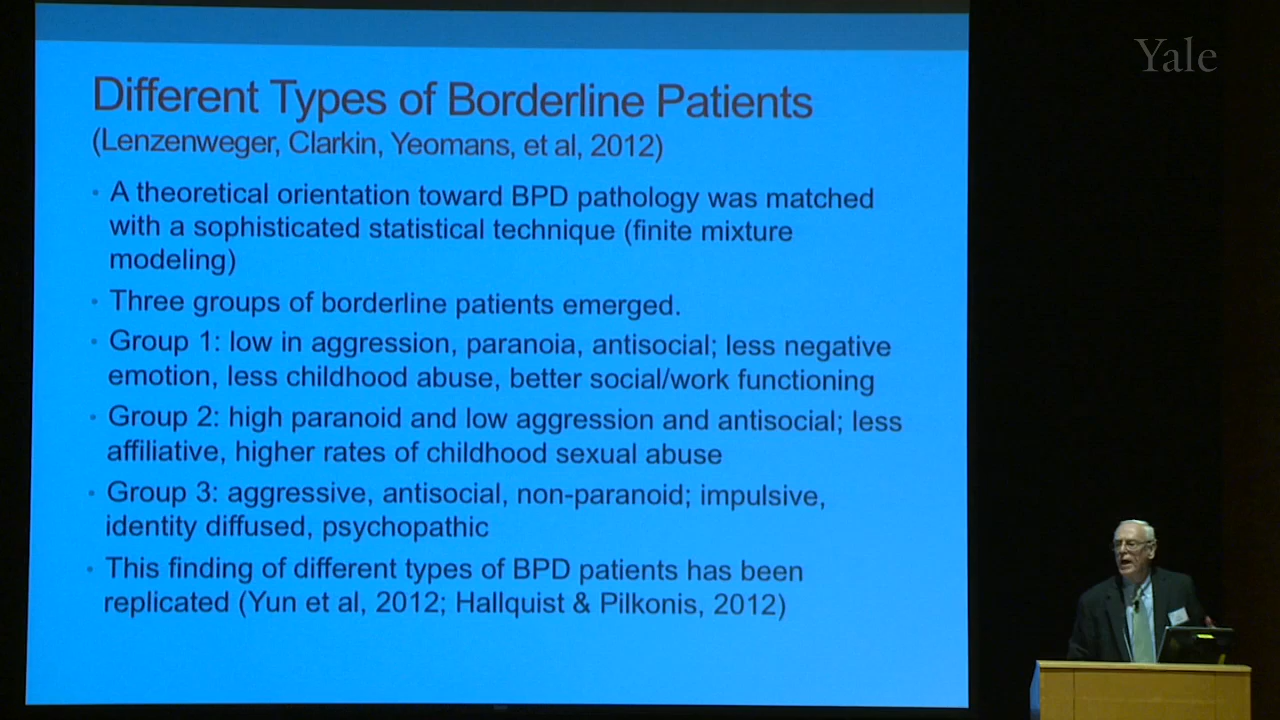 Yale
Different Types of Borderline Patients
(Lenzenweger, Clarkin, Yeomans, et al, 2012)
• A theoretical orientation toward BPD pathology was matched
with a sophisticated statistical technique (finite mixture
modeling)
• Three groups of borderline patients emerged.
• Group 1: low in aggression, paranoia, antisocial; less negative
emotion, less childhood abuse, better social/work functioning
• Group 2: high paranoid and low aggression and antisocial; less
affiliative, higher rates of childhood sexual abuse
• Group 3: aggressive, antisocial, non-paranoid; impulsive,
identity diffused, psychopathic
• This finding of different types of BPD patients has been
replicated (Yun et al, 2012; Hallquist & Pilkonis, 2012)